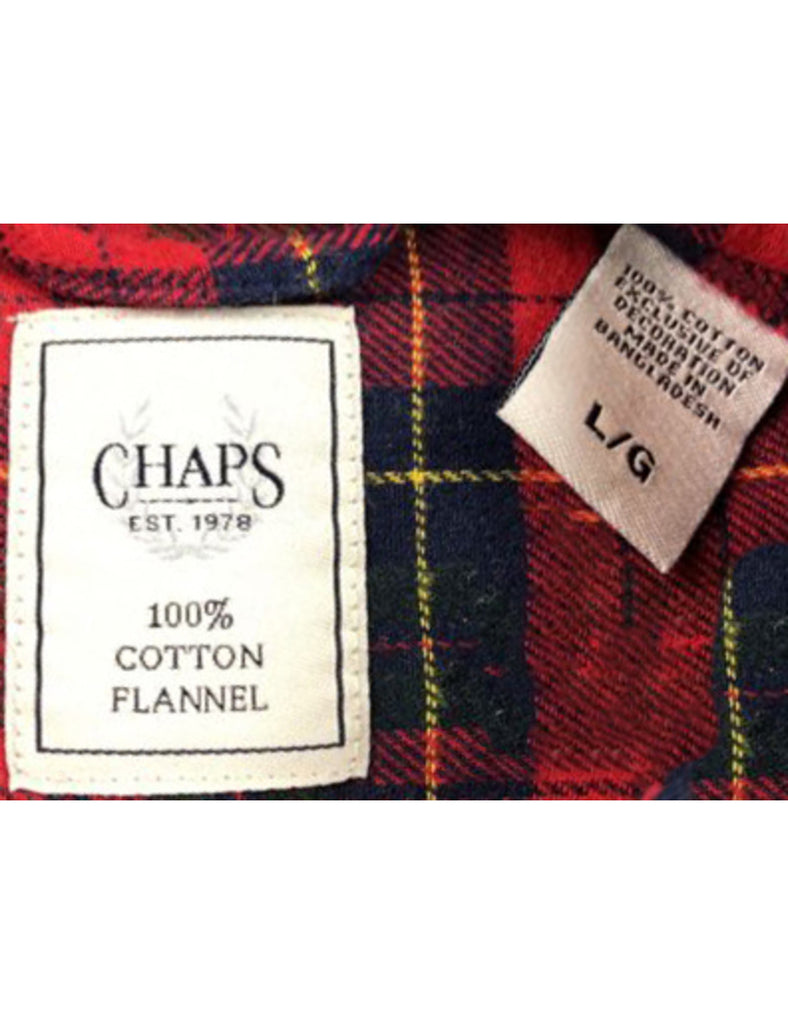 CHAPS
EST. 1978
100%
COTTON
FLANNEL
100% COTTON
EXCLUSIVE OF
DECORATION
MADE IN
BANGLADESH
L/G